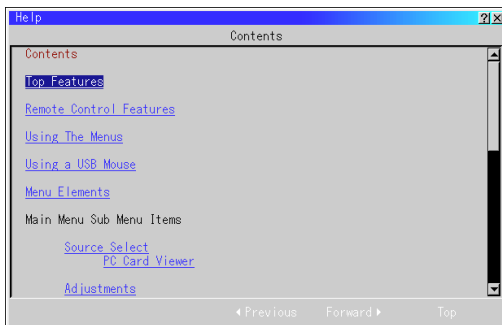 Help
Contents
Contents
Top Features
Remote Control Features
Using The Menus
Using a USB Mouse
Menu Elements
Main Menu Sub Menu Items
Source Select
PC Card Viewer
Adjustments
Previous Forward Top